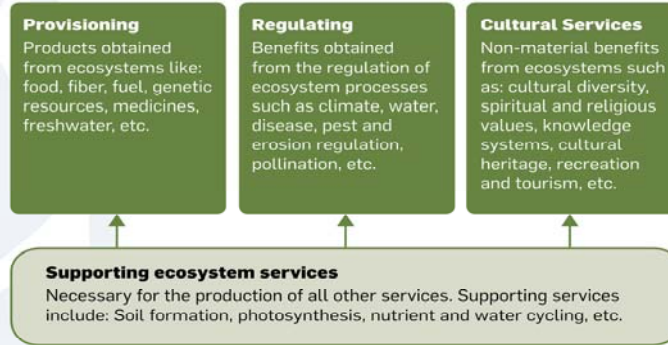 Provisioning
Products obtained
from ecosystems like:
food, fiber, fuel, genetic
resources, medicines,
freshwater, etc.
Regulating
Benefits obtained
from the regulation of
ecosystem processes
such as climate, water,
disease, pest and
erosion regulation,
pollination, etc.
Cultural Services
Non-material benefits
from ecosystems such
as: cultural diversity,
spiritual and religious
values, knowledge
systems, cultural
heritage, recreation
and tourism, etc.
Supporting ecosystem services
Necessary for the production of all other services. Supporting services
include: Soil formation, photosynthesis, nutrient and water cycling, etc.